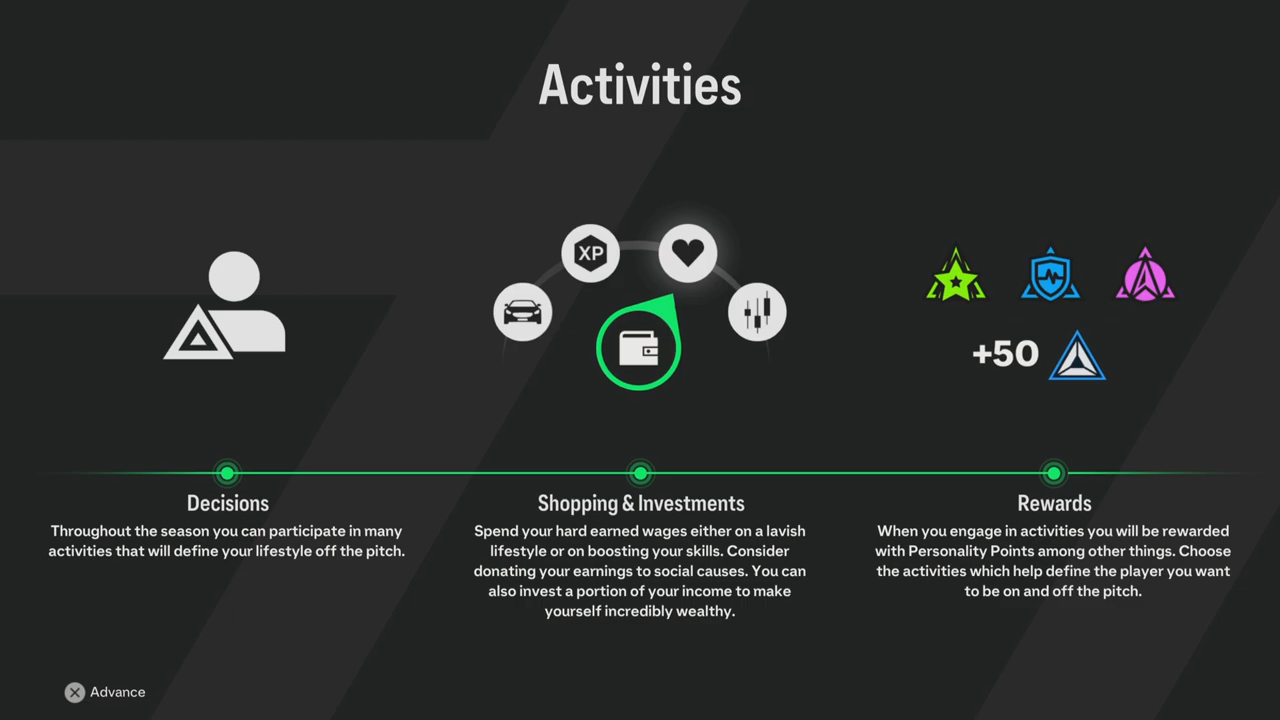 Activities
XP
+50
Decisions
Throughout the season you can participate in many
activities that will define your lifestyle off the pitch.
Shopping & Investments
Spend your hard earned wages either on a lavish
lifestyle or on boosting your skills. Consider
donating your earnings to social causes. You can
also invest a portion of your income to make
yourself incredibly wealthy.
Rewards
When you engage in activities you will be rewarded
with Personality Points among other things. Choose
the activities which help define the player you want
to be on and off the pitch.
Advance